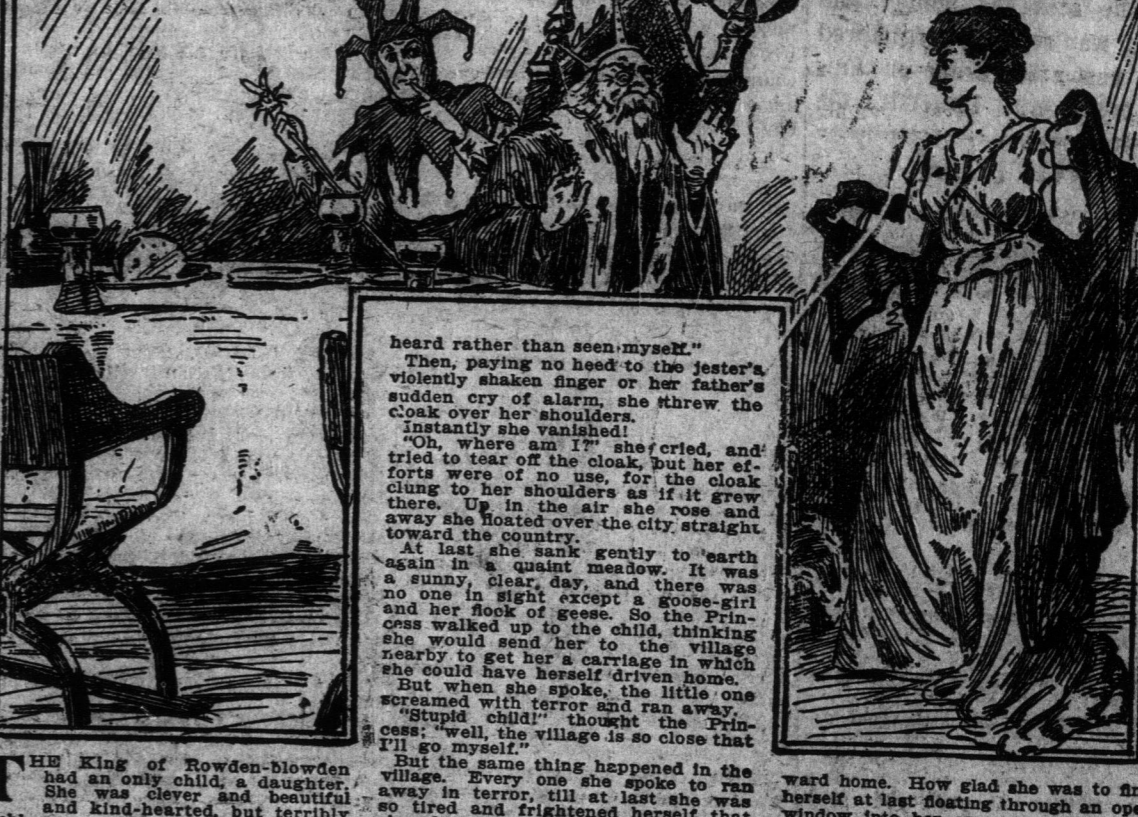 THE King of Rowden-blowden
had an only child, a daughter.
She was clever and beautiful
and kind-hearted, but terribly
heard rather than seen myself."
Then, paying no heed to the jester's
violently shaken finger or her father's
sudden cry of alarm, she threw the
cloak over her shoulders.
Instantly she vanished!
"Oh, where am I?" she cried, and
tried to tear off the cloak, but her ef-
forts were of no use, for the cloak
clung to her shoulders as if it grew
there. Up in the air she rose and
away she floated over the city straight
toward the country.
At last she sank gently to earth
again in a quaint meadow. It was
a sunny, clear day, and there was
no one in sight except a goose-girl
and her flock of geese. So the Prin-
cess walked up to the child, thinking
she would send her to the village
nearby to get her a carriage in which
she could have herself driven home.
But when she spoke, the little one
screamed with terror and ran away.
"Stupid child!" thought the Prin-
cess; "well, the village is so close that
I'll go myself."
But the same thing happened in the
village. Every one she spoke to ran
away in terror, till at last she was
so tired and frightened herself that
ward home. How glad she was to
herself at last floating through an
window into her